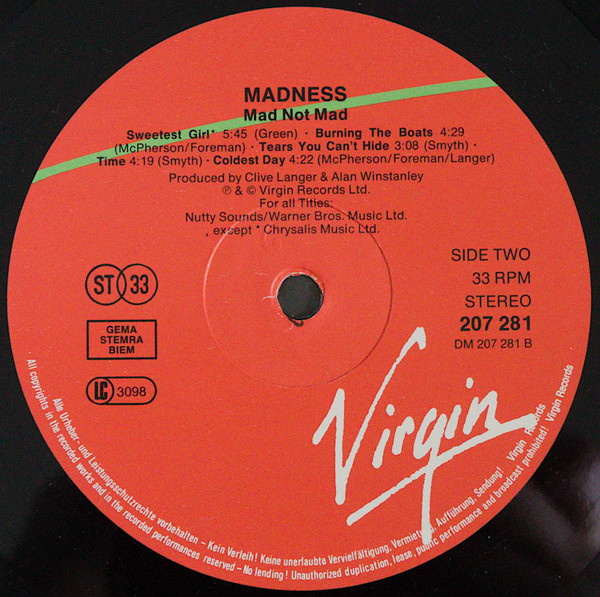 MADNESS
Mad Not Mad
Sweetest Girl* 5:45 (Green) · Burning The Boats 4:29
(McPherson/Foreman) · Tears You Can't Hide 3:08 (Smyth) ·
Time 4:19 (Smyth) · Coldest Day 4:22 (McPherson/Foreman/Langer)
Produced by Clive Langer & Alan Winstanley
℗ & © Virgin Records Ltd.
For all Titles:
Nutty Sounds/Warner Bros. Music Ltd.
, except * Chrysalis Music Ltd.
ST 33
GEMA
STEMRA
BIEM
LC 3098
SIDE TWO
33 RPM
STEREO
207 281
DM 207 281 B
Virgin
Alle Urheber- und Leistungsschutzrechte vorbehalten – Kein Verleih! Keine unerlaubte Vervielfältigung, Vermietung, Aufführung, Sendung! Virgin Records
All copyrights in the recorded works and in the recorded performances reserved – No lending! Unauthorized duplication, lease, public performance and broadcast prohibited! Virgin Records